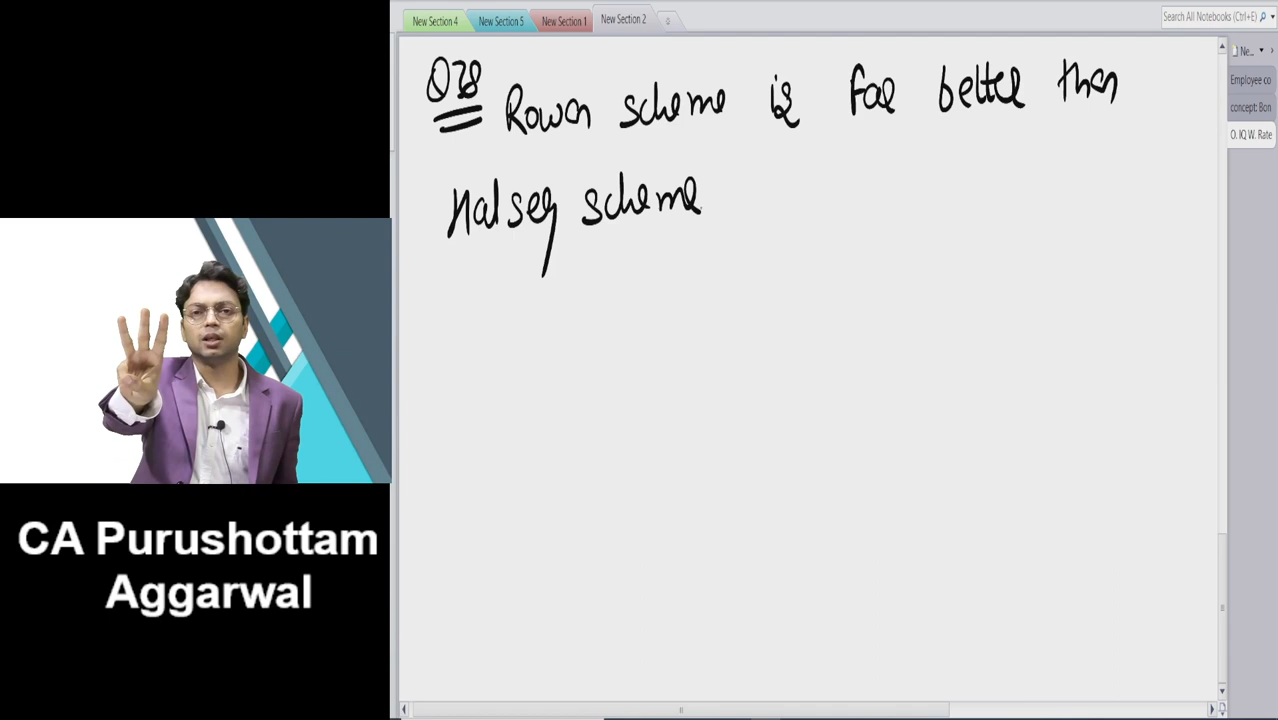 New Section 4 New Section 5 New Section 1 New Section 2
Search All Notebooks (Ctrl+E)
Ne...
Employee co
concept: Bon
O. IQ W. Rate
Q28 Rowan scheme is far better than
Halsey scheme
CA Purushottam
Aggarwal